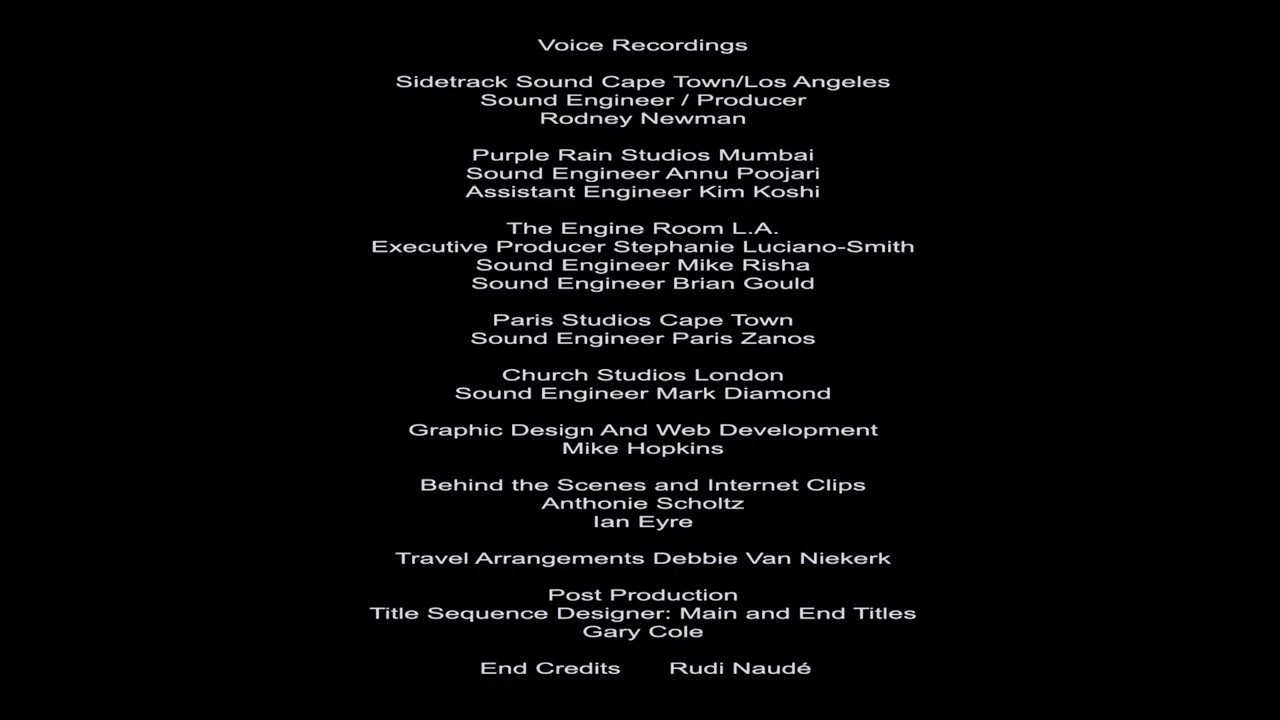 Voice Recordings
Sidetrack Sound Cape Town/Los Angeles
Sound Engineer / Producer
Rodney Newman
Purple Rain Studios Mumbai
Sound Engineer Annu Poojari
Assistant Engineer Kim Koshi
The Engine Room L.A.
Executive Producer Stephanie Luciano-Smith
Sound Engineer Mike Risha
Sound Engineer Brian Gould
Paris Studios Cape Town
Sound Engineer Paris Zanos
Church Studios London
Sound Engineer Mark Diamond
Graphic Design And Web Development
Mike Hopkins
Behind the Scenes and Internet Clips
Anthonie Scholtz
Ian Eyre
Travel Arrangements Debbie Van Niekerk
Post Production
Title Sequence Designer: Main and End Titles
Gary Cole
End Credits Rudi Naudé